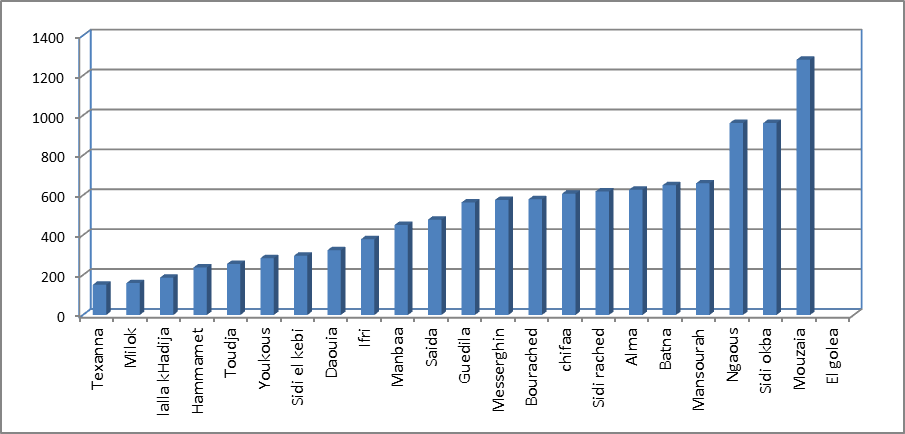 1400
1200
1000
800
600
400
200
0
Texanna
Milok
lalla kHadija
Hammamet
Toudja
Youkous
Sidi el kebi
Daouia
Ifri
Manbaa
Saida
Guedila
Messerghin
Bourached
chifaa
Sidi rached
Alma
Batna
Mansourah
Ngaous
Sidi okba
Mouzaia
El golea